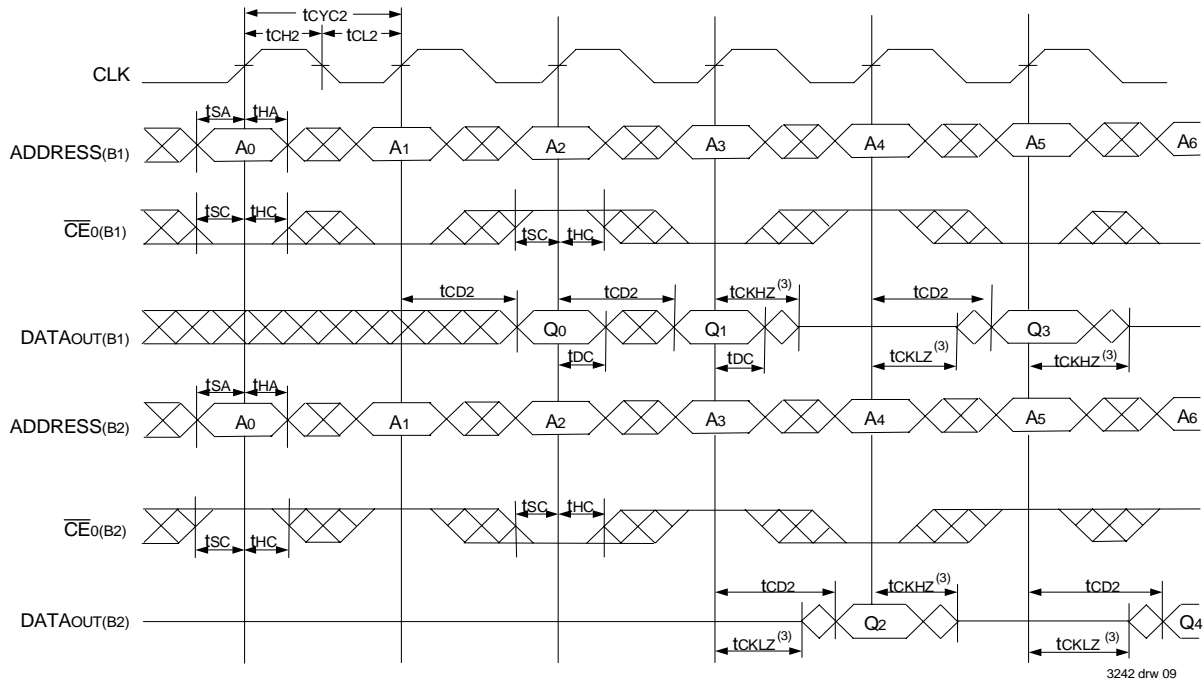 tCYC2
tCH2 tCL2
CLK
tSA tHA
ADDRESS(B1) A0 A1 A2 A3 A4 A5 A6
tSC tHC
CE0(B1)
tSC tHC
tCD2 tCD2 tCKHZ(3) tCD2
DATAOUT(B1) Q0 Q1 Q3
tDC tDC tCKLZ(3) tCKHZ(3)
tSA tHA
ADDRESS(B2) A0 A1 A2 A3 A4 A5 A6
tSC tHC
CE0(B2)
tSC tHC
tCD2 tCKHZ(3) tCD2
DATAOUT(B2) Q2 Q4
tCKLZ(3) tCKLZ(3)
3242 drw 09